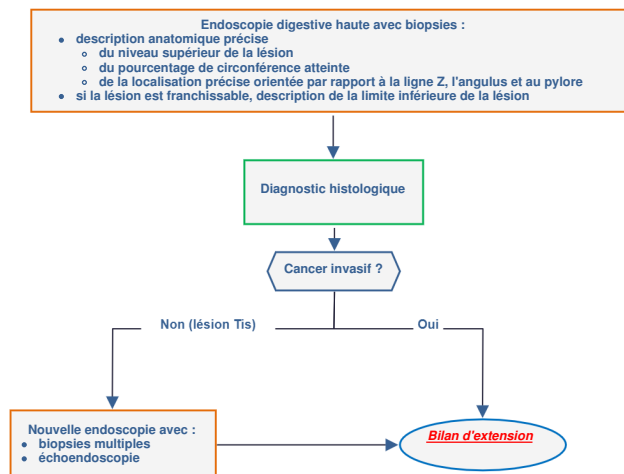 Endoscopie digestive haute avec biopsies :
● description anatomique précise
○ du niveau supérieur de la lésion
○ du pourcentage de circonférence atteinte
○ de la localisation précise orientée par rapport à la ligne Z, l'angulus et au pylore
● si la lésion est franchissable, description de la limite inférieure de la lésion
Diagnostic histologique
Cancer invasif ?
Non (lésion Tis)
Oui
Nouvelle endoscopie avec :
● biopsies multiples
● échoendoscopie
Bilan d'extension